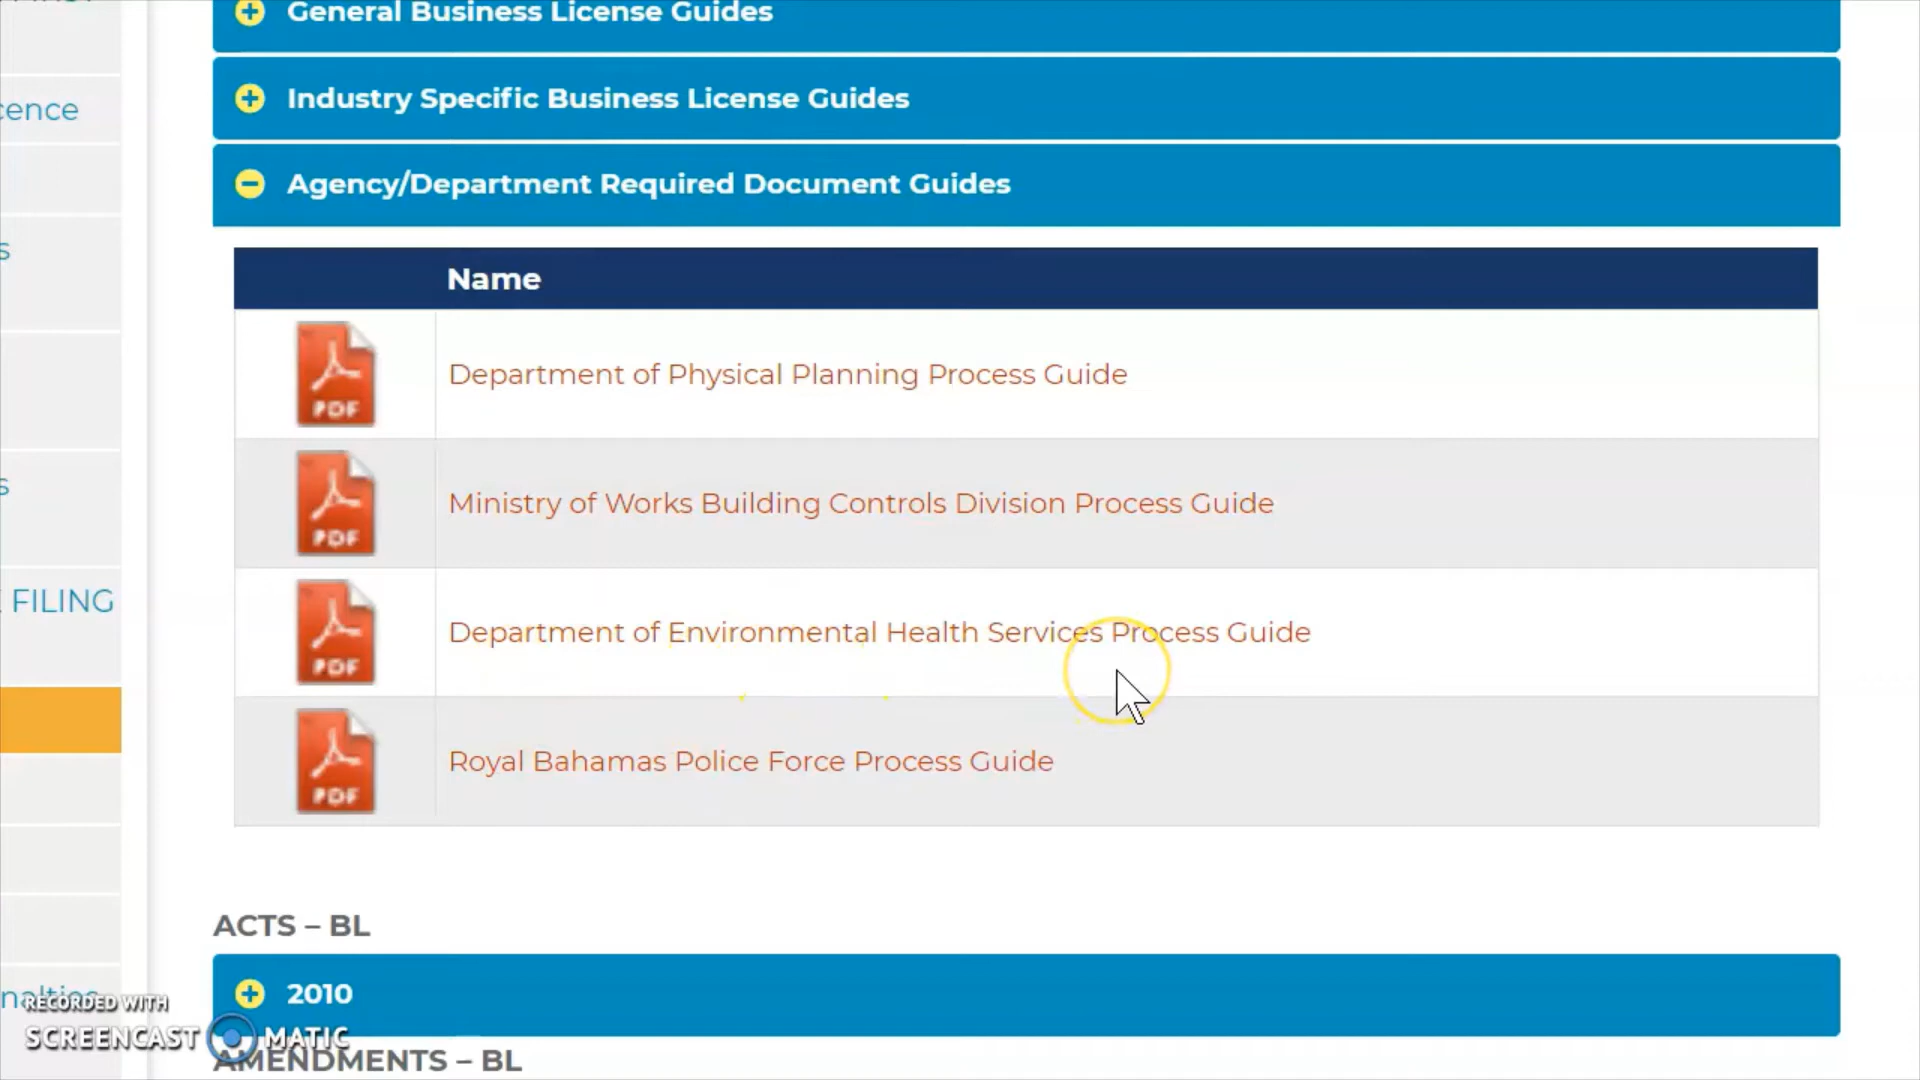 General Business License Guides
cence
Industry Specific Business License Guides
Agency/Department Required Document Guides
s
Name
PDF
Department of Physical Planning Process Guide
PDF
Ministry of Works Building Controls Division Process Guide
s
FILING
PDF
Department of Environmental Health Services Process Guide
PDF
Royal Bahamas Police Force Process Guide
ACTS – BL
2010
nalties
RECORDED WITH
SCREENCAST MATIC
AMENDMENTS – BL